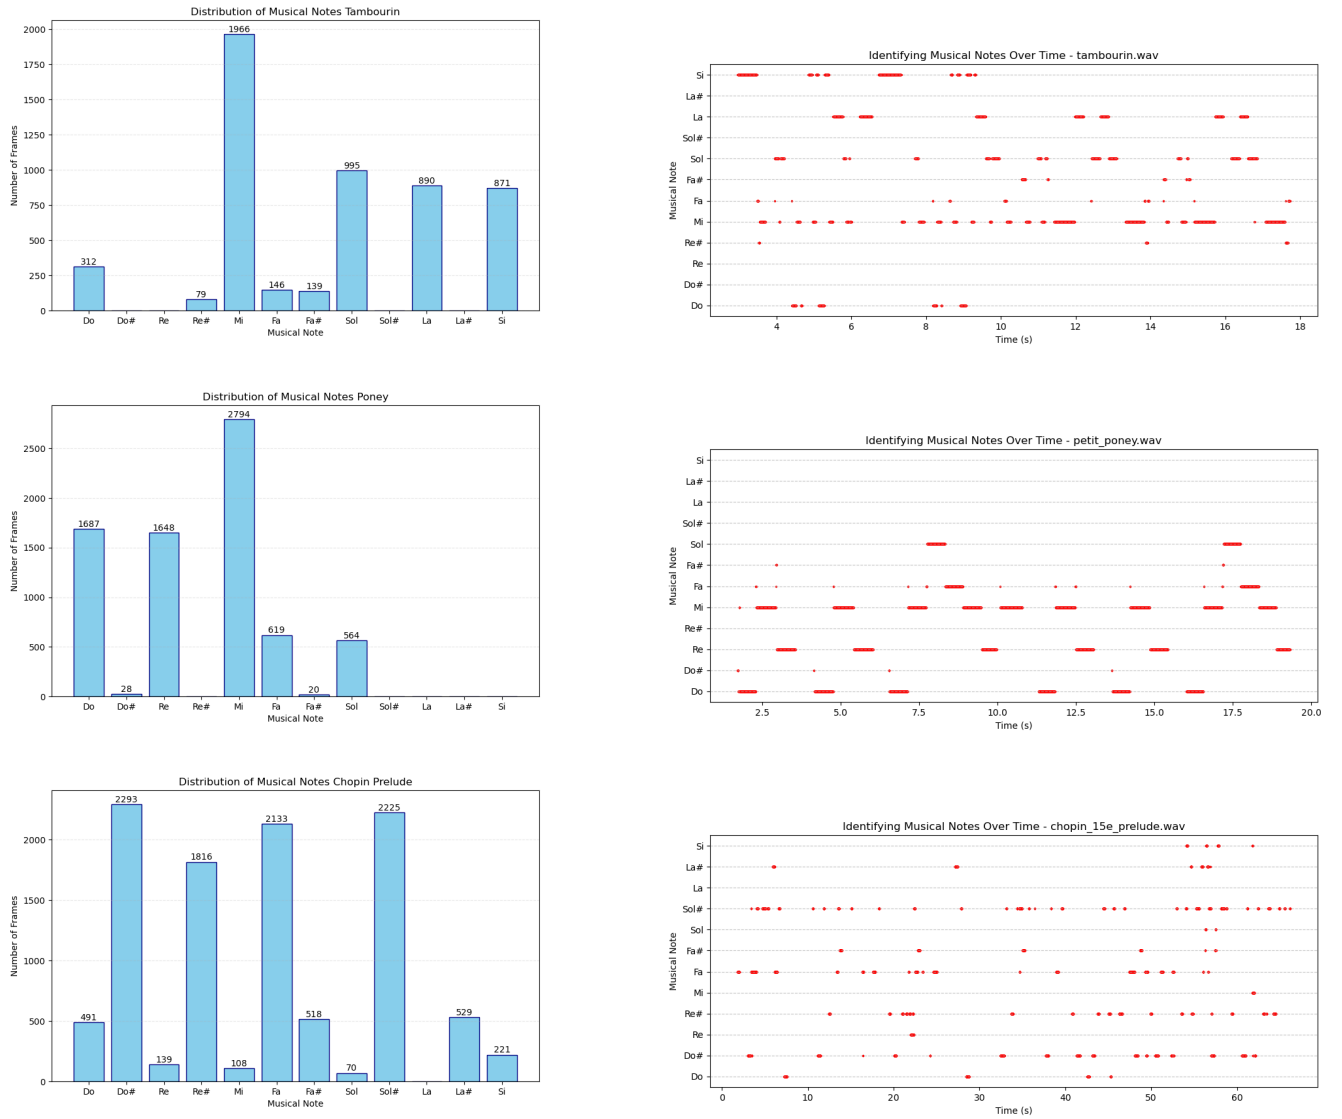 Distribution of Musical Notes Tambourin
Number of Frames
2000
1750
1500
1250
1000
750
500
250
0
312
79
1966
146
139
995
890
871
Do Do# Re Re# Mi Fa Fa# Sol Sol# La La# Si
Musical Note
Identifying Musical Notes Over Time - tambourin.wav
Musical Note
Si
La#
La
Sol#
Sol
Fa#
Fa
Mi
Re#
Re
Do#
Do
4 6 8 10 12 14 16 18
Time (s)
Distribution of Musical Notes Poney
Number of Frames
2500
2000
1500
1000
500
0
1687
28
1648
2794
619
20
564
Do Do# Re Re# Mi Fa Fa# Sol Sol# La La# Si
Musical Note
Identifying Musical Notes Over Time - petit_poney.wav
Musical Note
Si
La#
La
Sol#
Sol
Fa#
Fa
Mi
Re#
Re
Do#
Do
2.5 5.0 7.5 10.0 12.5 15.0 17.5 20.0
Time (s)
Distribution of Musical Notes Chopin Prelude
Number of Frames
2000
1500
1000
500
0
491
2293
139
1816
108
2133
518
70
2225
529
221
Do Do# Re Re# Mi Fa Fa# Sol Sol# La La# Si
Musical Note
Identifying Musical Notes Over Time - chopin_15e_prelude.wav
Musical Note
Si
La#
La
Sol#
Sol
Fa#
Fa
Mi
Re#
Re
Do#
Do
0 10 20 30 40 50 60
Time (s)